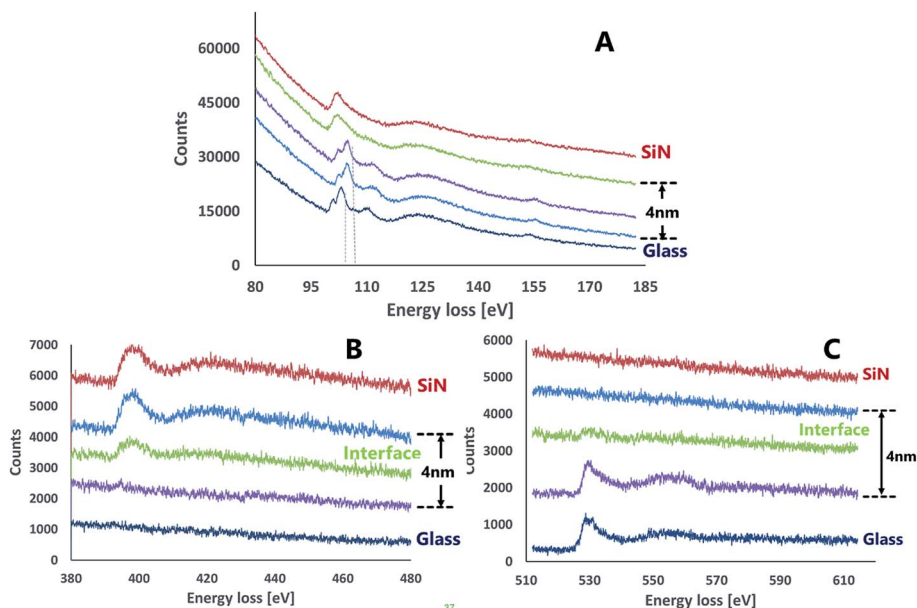 A
60000
45000
30000
15000
0
Counts
SiN
4nm
Glass
80 95 110 125 140 155 170 185
Energy loss [eV]
B
7000
6000
5000
4000
3000
2000
1000
0
Counts
SiN
Interface
4nm
Glass
380 400 420 440 460 480
Energy loss [eV]
C
6000
5000
4000
3000
2000
1000
0
SiN
Interface
4nm
Glass
510 530 550 570 590 610
Energy loss [eV]